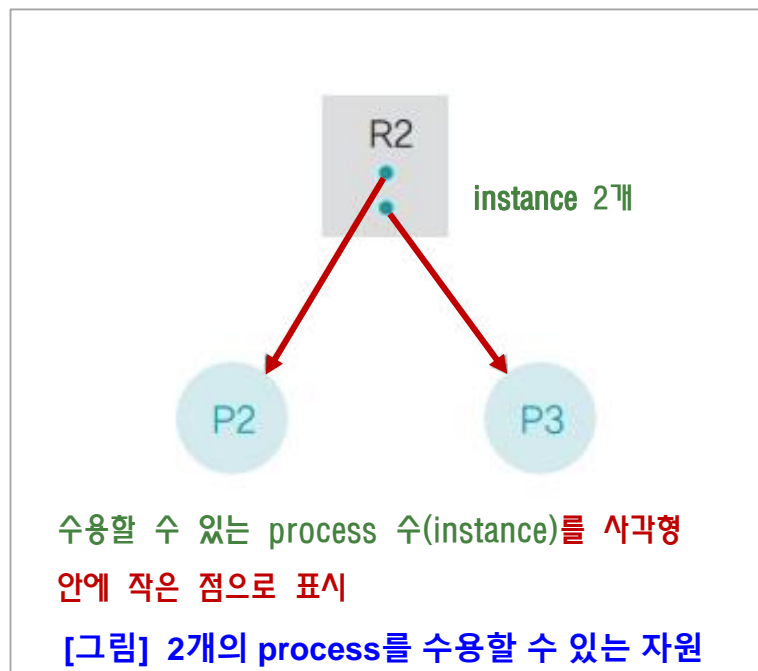 R2
instance 2개
P2
P3
수용할 수 있는 process 수(instance)를 사각형
안에 작은 점으로 표시
[그림] 2개의 process를 수용할 수 있는 자원